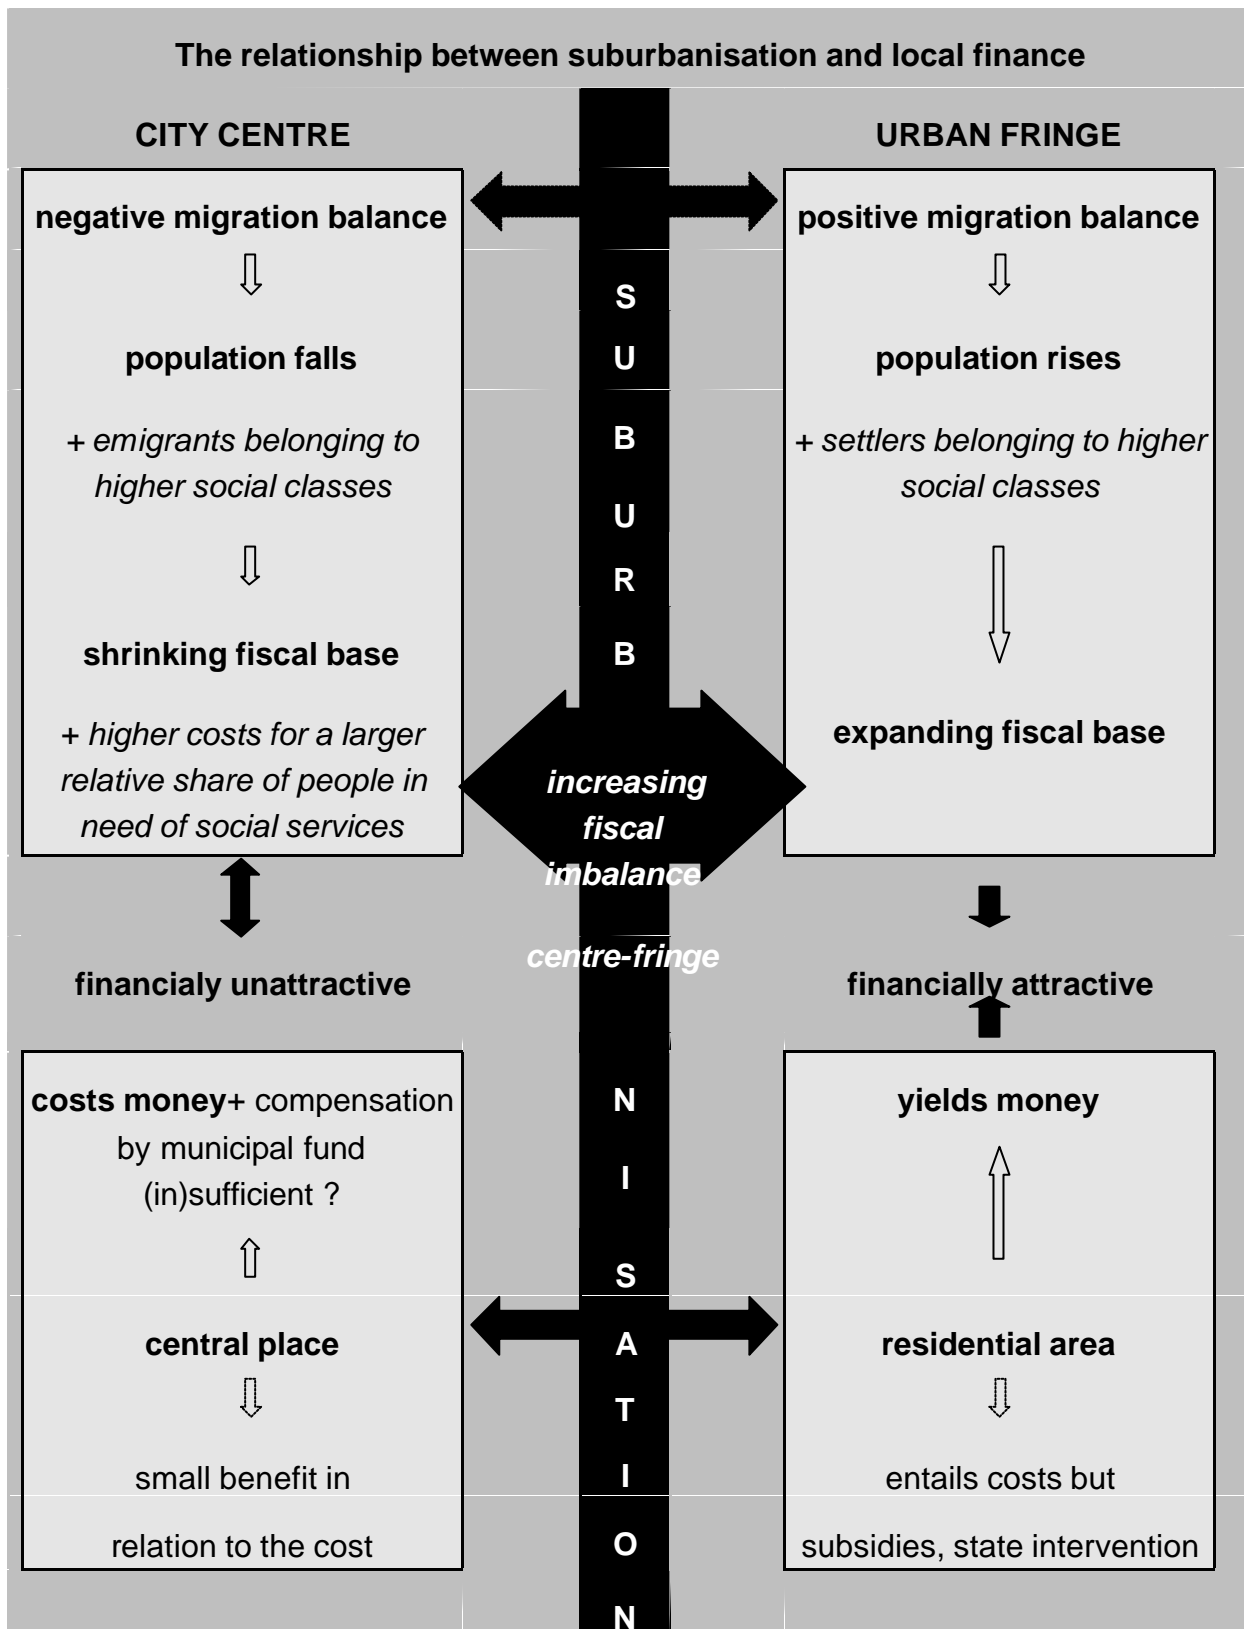 The relationship between suburbanisation and local finance
CITY CENTRE
URBAN FRINGE
negative migration balance
population falls
+ emigrants belonging to
higher social classes
shrinking fiscal base
+ higher costs for a larger
relative share of people in
need of social services
financialy unattractive
costs money+ compensation
by municipal fund
(in)sufficient ?
central place
small benefit in
relation to the cost
S
U
B
U
R
B
increasing
fiscal
imbalance
centre-fringe
N
I
S
A
T
I
O
N
positive migration balance
population rises
+ settlers belonging to higher
social classes
expanding fiscal base
financially attractive
yields money
residential area
entails costs but
subsidies, state intervention